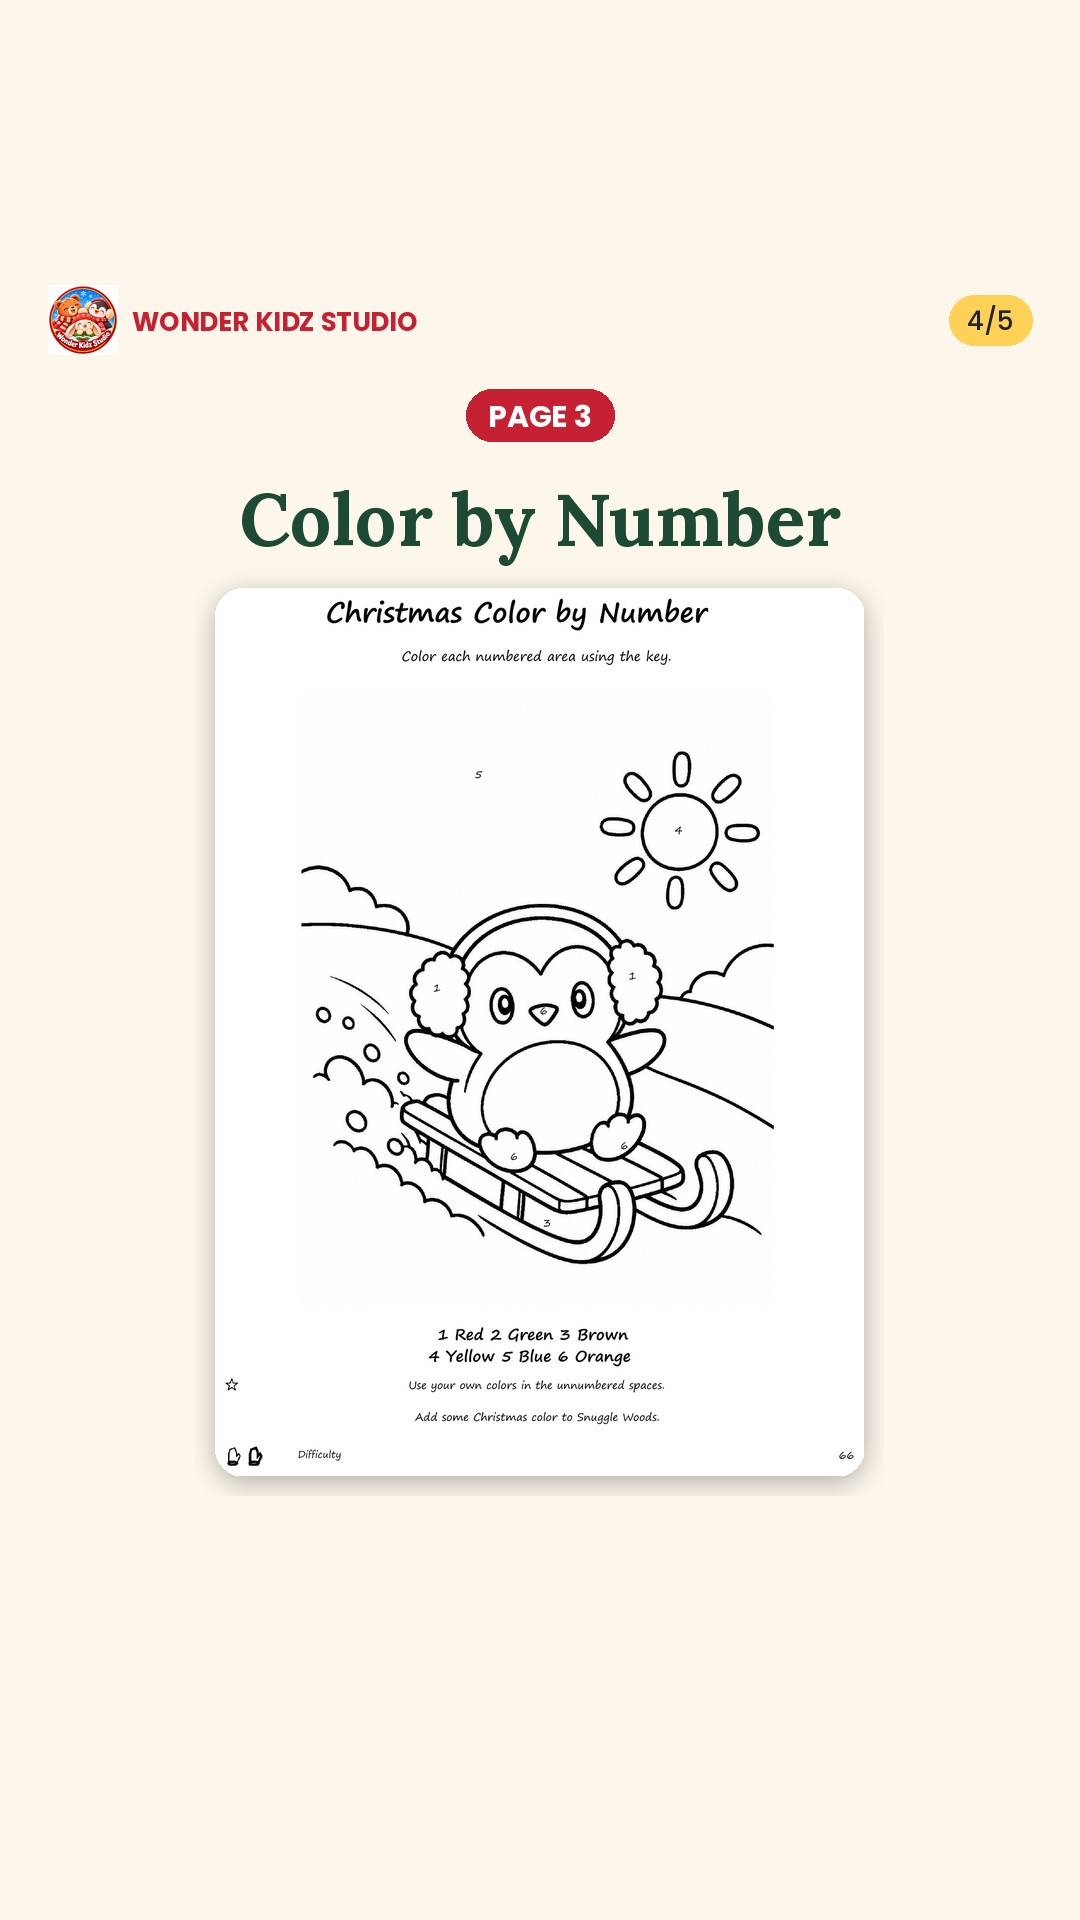 Wonder Kidz Studio
WONDER KIDZ STUDIO
4/5
PAGE 3
Color by Number
Christmas Color by Number
Color each numbered area using the key.
5
4
1
1
6
6
6
3
1 Red 2 Green 3 Brown
4 Yellow 5 Blue 6 Orange
Use your own colors in the unnumbered spaces.
Add some Christmas color to Snuggle Woods.
Difficulty
66